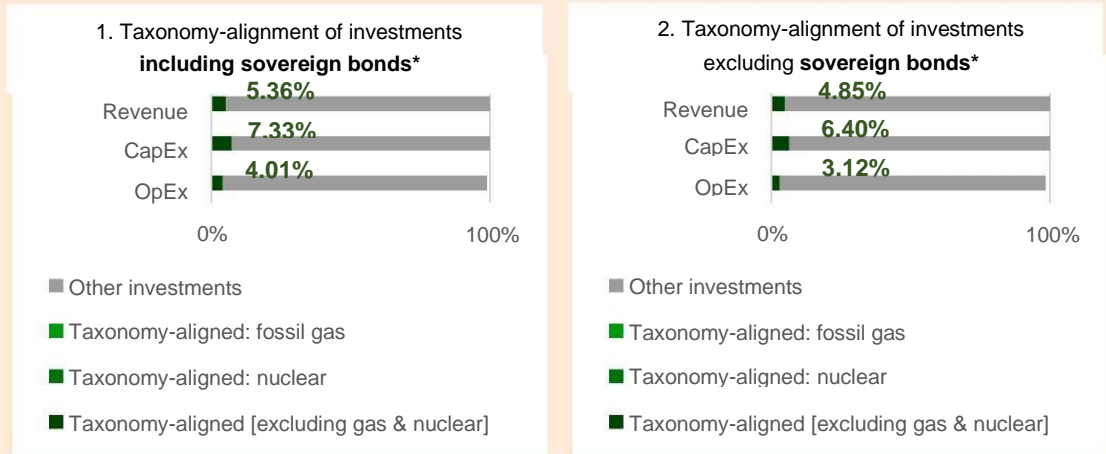 1. Taxonomy-alignment of investments
including sovereign bonds*
5.36%
Revenue
7.33%
CapEx
4.01%
OpEx
0%
100%
Other investments
Taxonomy-aligned: fossil gas
Taxonomy-aligned: nuclear
Taxonomy-aligned [excluding gas & nuclear]
2. Taxonomy-alignment of investments
excluding sovereign bonds*
4.85%
Revenue
6.40%
CapEx
3.12%
OpEx
0%
100%
Other investments
Taxonomy-aligned: fossil gas
Taxonomy-aligned: nuclear
Taxonomy-aligned [excluding gas & nuclear]